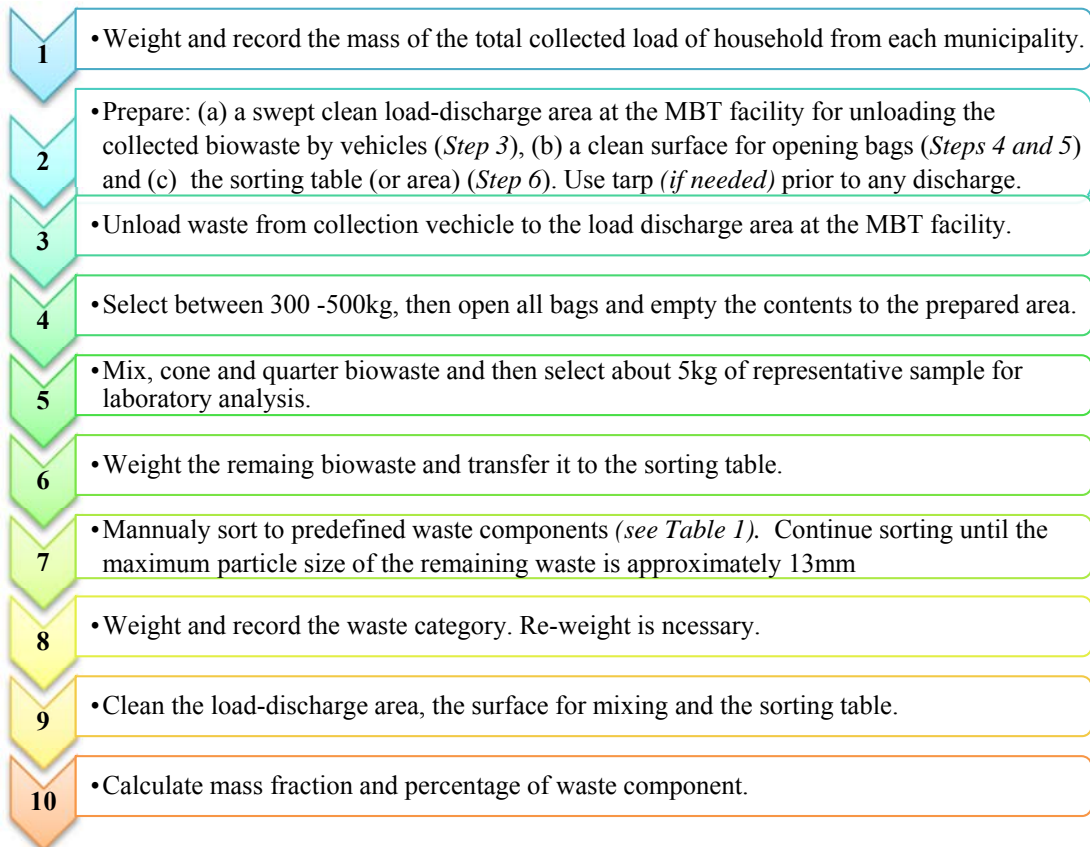 1
•Weight and record the mass of the total collected load of household from each municipality.
2
•Prepare: (a) a swept clean load-discharge area at the MBT facility for unloading the
collected biowaste by vehicles (Step 3), (b) a clean surface for opening bags (Steps 4 and 5)
and (c) the sorting table (or area) (Step 6). Use tarp (if needed) prior to any discharge.
3
•Unload waste from collection vechicle to the load discharge area at the MBT facility.
4
•Select between 300 -500kg, then open all bags and empty the contents to the prepared area.
5
•Mix, cone and quarter biowaste and then select about 5kg of representative sample for
laboratory analysis.
6
•Weight the remaing biowaste and transfer it to the sorting table.
7
•Mannualy sort to predefined waste components (see Table 1). Continue sorting until the
maximum particle size of the remaining waste is approximately 13mm
8
•Weight and record the waste category. Re-weight is ncessary.
9
•Clean the load-discharge area, the surface for mixing and the sorting table.
10
•Calculate mass fraction and percentage of waste component.